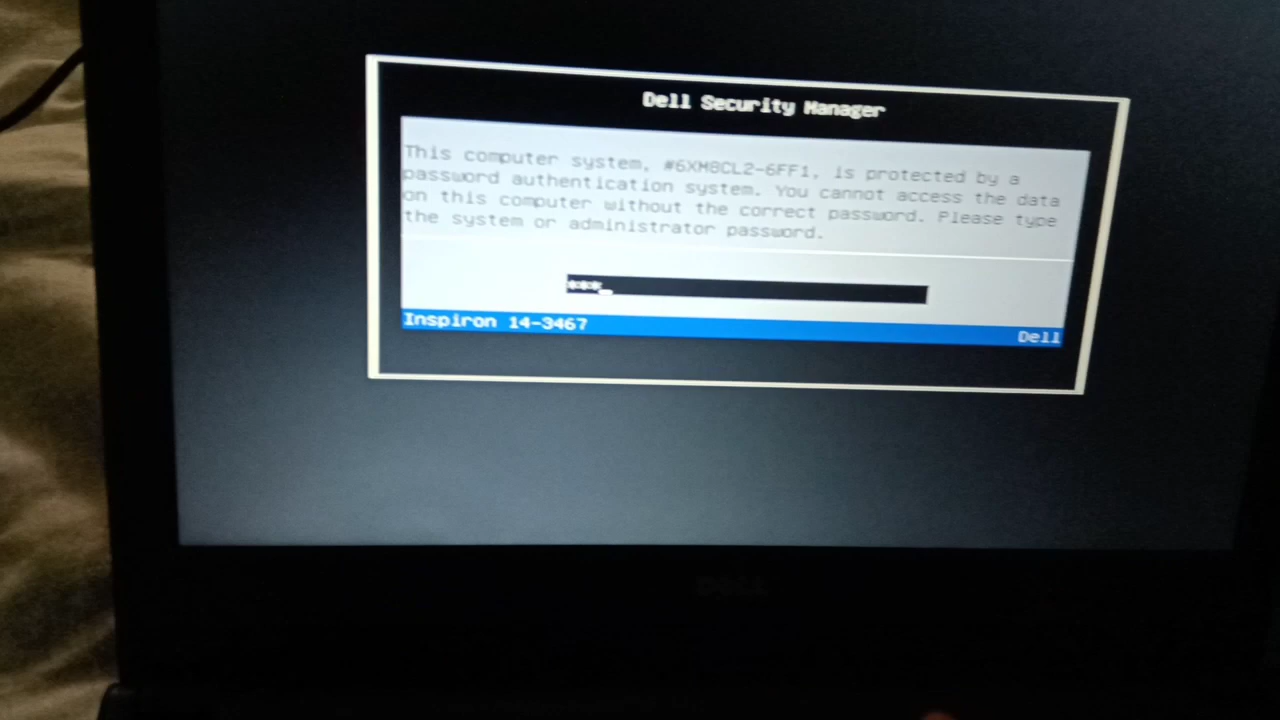 Dell Security Manager
This computer system, #6XM8CL2-6FF1, is protected by a
password authentication system. You cannot access the data
on this computer without the correct password. Please type
the system or administrator password.
***_
Inspiron 14-3467
Dell
DELL